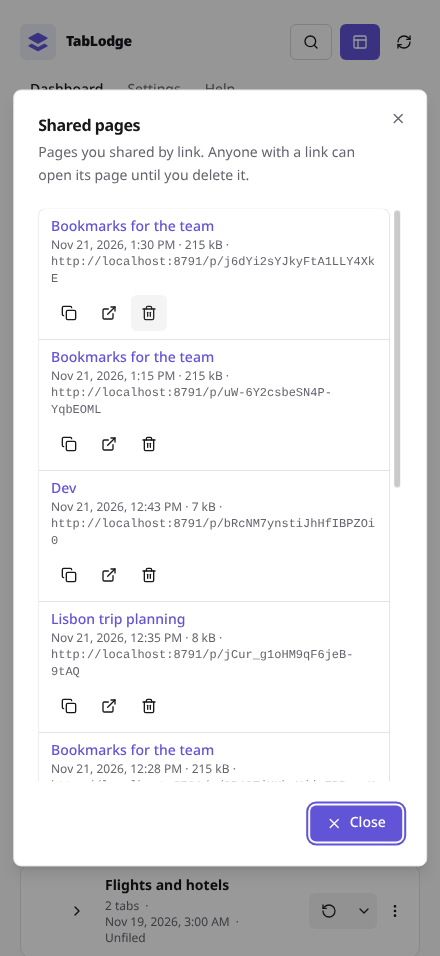 TabLodge
Dashboard Settings Help
Shared pages
Pages you shared by link. Anyone with a link can
open its page until you delete it.
Bookmarks for the team
Nov 21, 2026, 1:30 PM · 215 kB ·
http://localhost:8791/p/j6dYi2sYJkyFtA1LLY4Xk
E
Bookmarks for the team
Nov 21, 2026, 1:15 PM · 215 kB ·
http://localhost:8791/p/uW-6Y2csbeSN4P-
YqbEOML
Dev
Nov 21, 2026, 12:43 PM · 7 kB ·
http://localhost:8791/p/bRcNM7ynstiJhHfIBPZOi
0
Lisbon trip planning
Nov 21, 2026, 12:35 PM · 8 kB ·
http://localhost:8791/p/jCur_g1oHM9qF6jeB-
9tAQ
Bookmarks for the team
Nov 21, 2026, 12:28 PM · 215 kB ·
Close
Flights and hotels
2 tabs ·
Nov 19, 2026, 3:00 AM ·
Unfiled